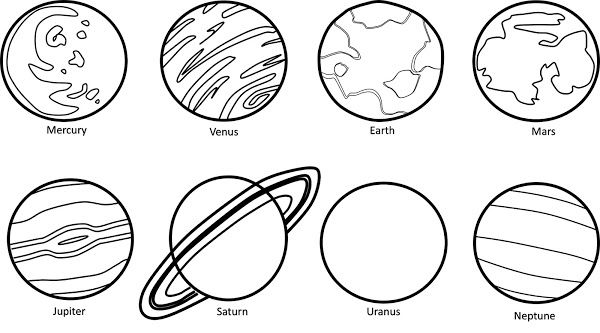 Mercury
Venus
Earth
Mars
Jupiter
Saturn
Uranus
Neptune